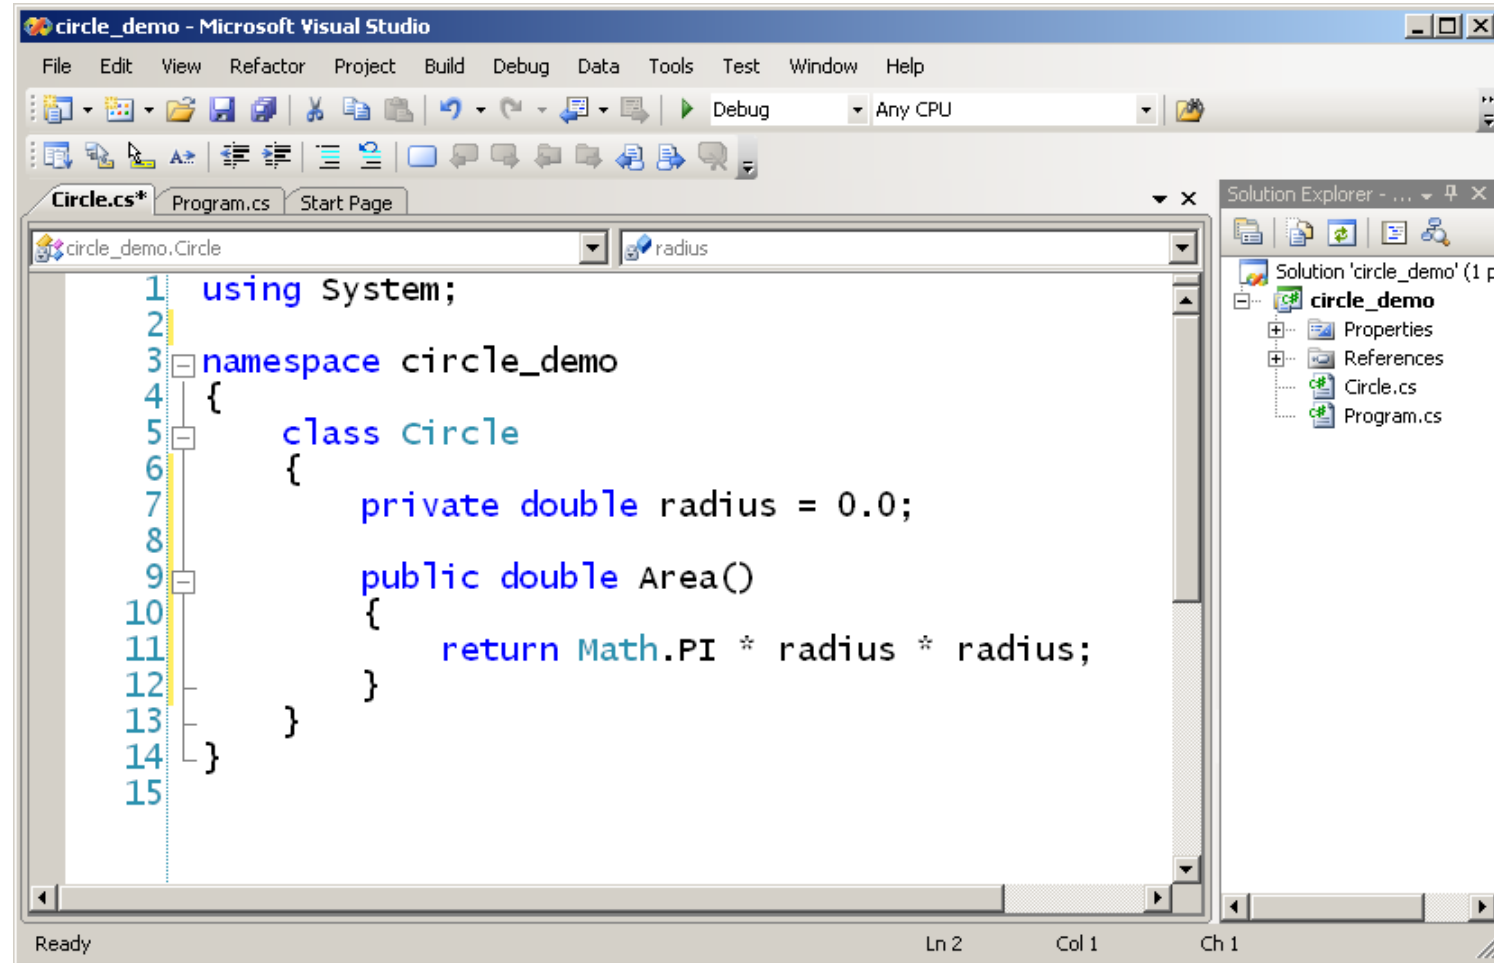 circle_demo - Microsoft Visual Studio
File Edit View Refactor Project Build Debug Data Tools Test Window Help
Debug Any CPU
Circle.cs* Program.cs Start Page
circle_demo.Circle radius
1 using System;
2
3 namespace circle_demo
4 {
5 class Circle
6 {
7 private double radius = 0.0;
8
9 public double Area()
10 {
11 return Math.PI * radius * radius;
12 }
13 }
14 }
15
Solution Explorer - ...
Solution 'circle_demo' (1 p
circle_demo
Properties
References
Circle.cs
Program.cs
Ready Ln 2 Col 1 Ch 1